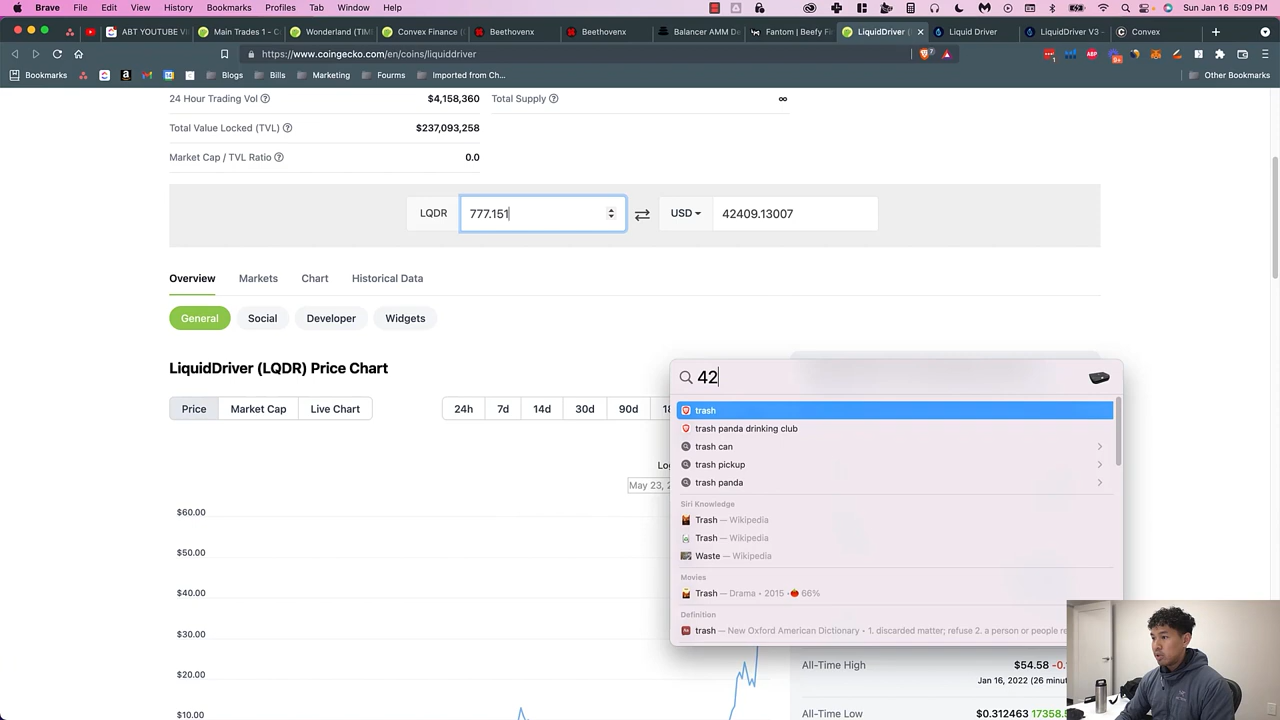 Brave File Edit View History Bookmarks Profiles Tab Window Help
Sun Jan 16 5:09 PM
ABT YOUTUBE V
Main Trades 1 - C
Wonderland (TIM
Convex Finance (
Beethovenx
Beethovenx
Balancer AMM De
Fantom | Beefy F
LiquidDriver (
Liquid Driver
LiquidDriver V3 -
Convex
https://www.coingecko.com/en/coins/liquiddriver
Bookmarks Blogs Bills Marketing Fourms Imported from Ch... Other Bookmarks
24 Hour Trading Vol $4,158,360 Total Supply ∞
Total Value Locked (TVL) $237,093,258
Market Cap / TVL Ratio 0.0
LQDR 777.151 USD 42409.13007
Overview Markets Chart Historical Data
General Social Developer Widgets
LiquidDriver (LQDR) Price Chart
Price Market Cap Live Chart
24h 7d 14d 30d 90d
May 23, 2
$60.00
$50.00
$40.00
$30.00
$20.00
$10.00
42
trash
trash panda drinking club
trash can
trash pickup
trash panda
Siri Knowledge
Trash — Wikipedia
Trash — Wikipedia
Waste — Wikipedia
Movies
Trash — Drama • 2015 • 66%
Definition
trash — New Oxford American Dictionary • 1. discarded matter; refuse 2. a person or people re
All-Time High $54.58 -0.
Jan 16, 2022 (26 minut
All-Time Low $0.312463 17358.